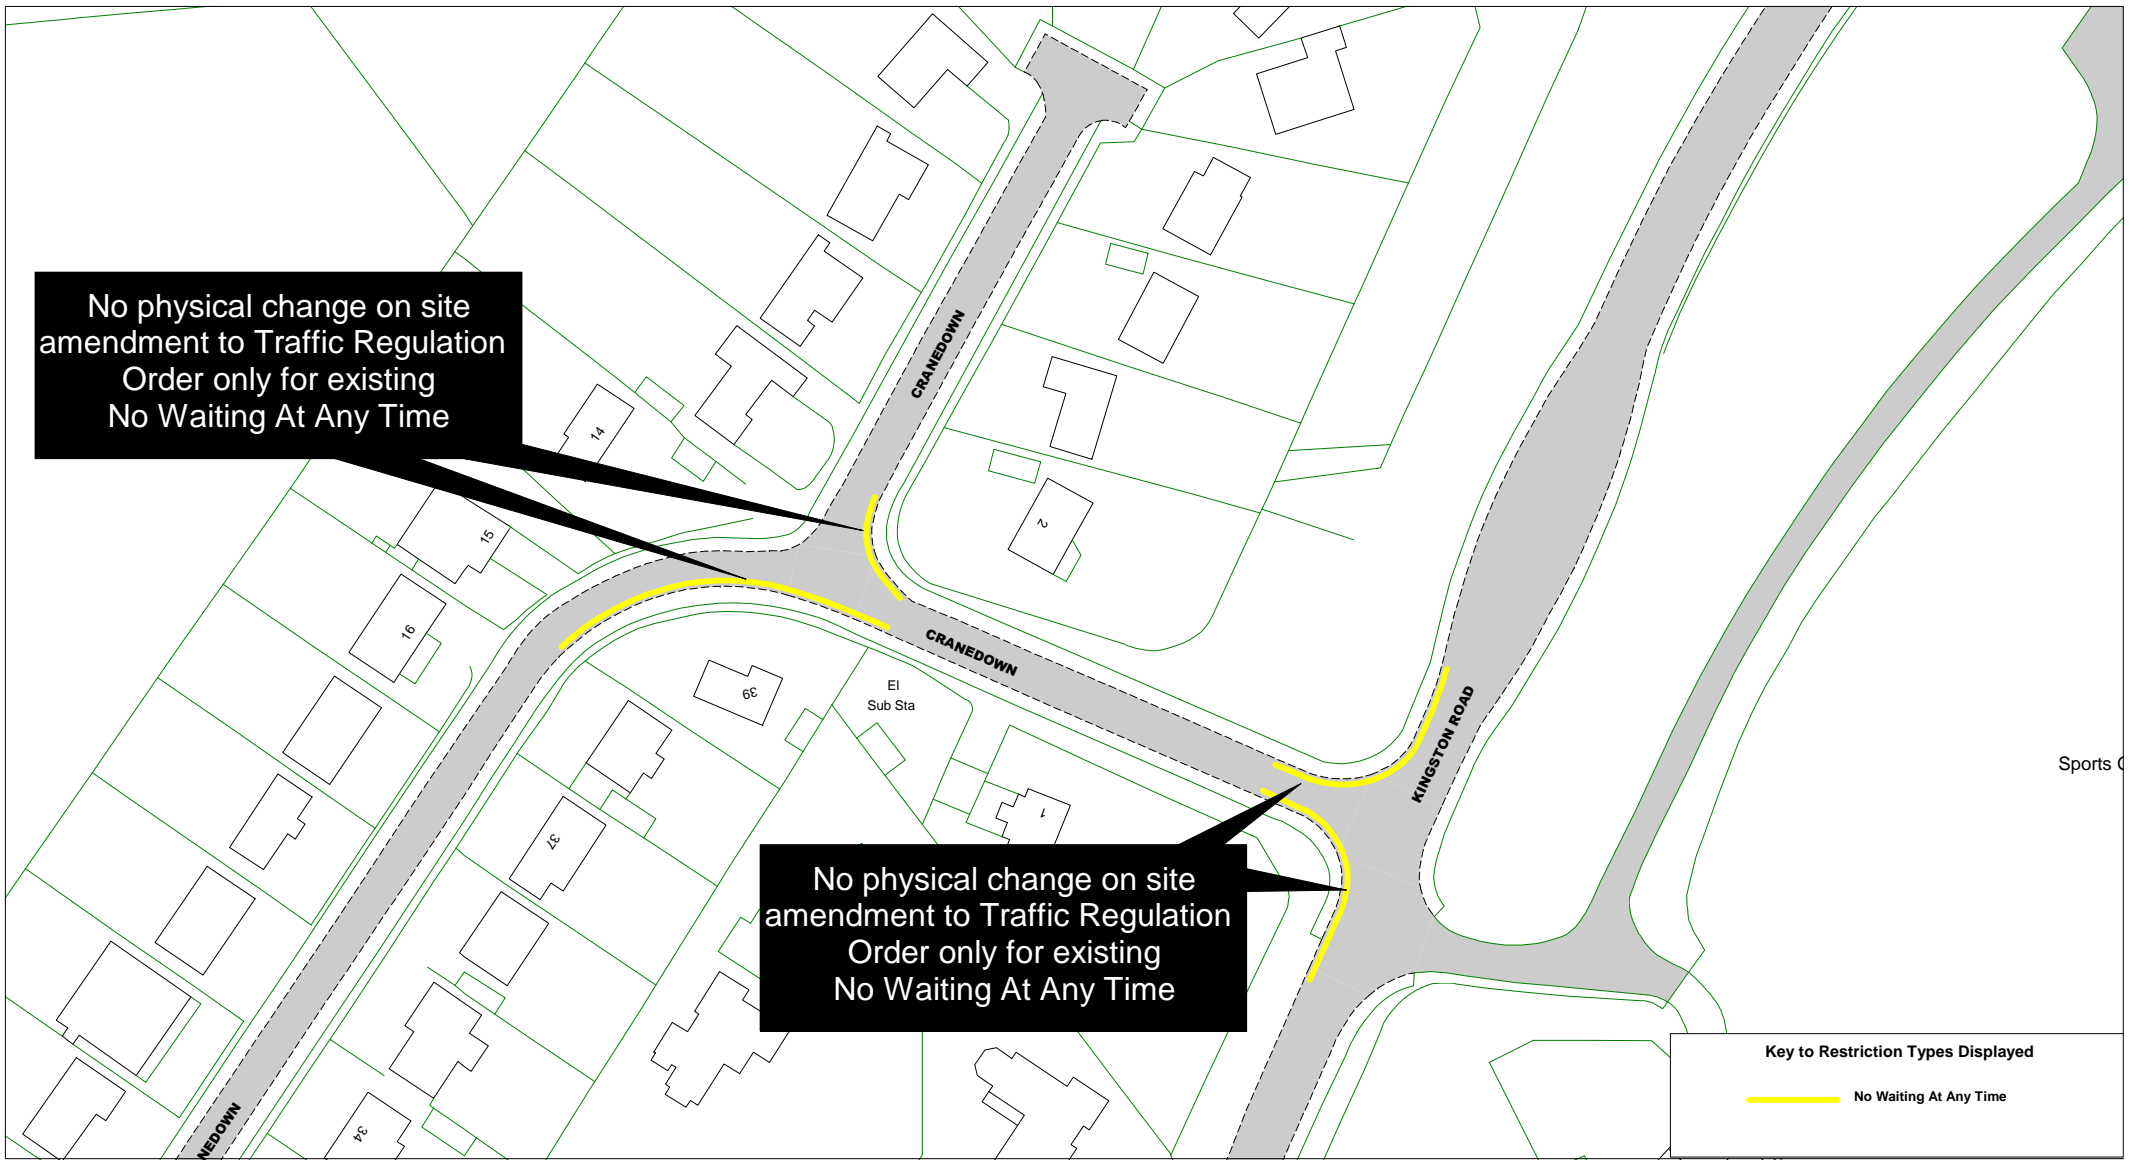 No physical change on site
amendment to Traffic Regulation
Order only for existing
No Waiting At Any Time
CRANEDOWN
14
15
2
16
CRANEDOWN
39
El
Sub Sta
KINGSTON ROAD
Sports
1
37
No physical change on site
amendment to Traffic Regulation
Order only for existing
No Waiting At Any Time
Key to Restriction Types Displayed
No Waiting At Any Time
NEDOWN
34